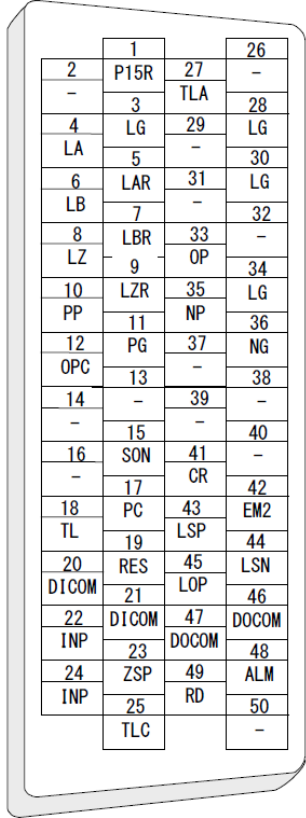 1 26
2 P15R 27 –
– 3 TLA 28
4 LG 29 LG
LA 5 – 30
6 LAR 31 LG
LB 7 – 32
8 LBR 33 –
LZ 9 OP 34
10 LZR 35 LG
PP 11 NP 36
12 PG 37 NG
OPC 13 – 38
14 – 39 –
– 15 – 40
16 SON 41 –
– 17 CR 42
18 PC 43 EM2
TL 19 LSP 44
20 RES 45 LSN
DICOM 21 LOP 46
22 DICOM 47 DOCOM
INP 23 DOCOM 48
24 ZSP 49 ALM
INP 25 RD 50
TLC –